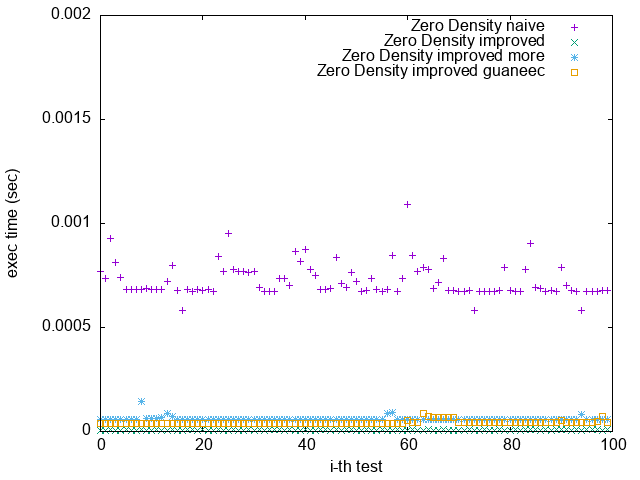 0.002
Zero Density naive
Zero Density improved
Zero Density improved more
Zero Density improved guaneec
0.0015
0.001
0.0005
0
exec time (sec)
0 20 40 60 80 100
i-th test